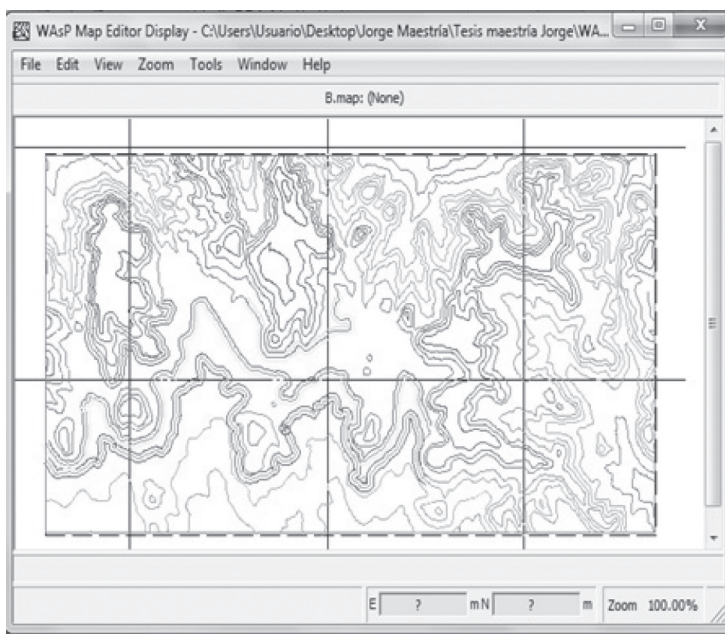 WAsP Map Editor Display - C:\Users\Usuario\Desktop\Jorge Maestría\Tesis maestría Jorge\WA...
File Edit View Zoom Tools Window Help
B.map: (None)
E ? m N ? m Zoom 100.00%